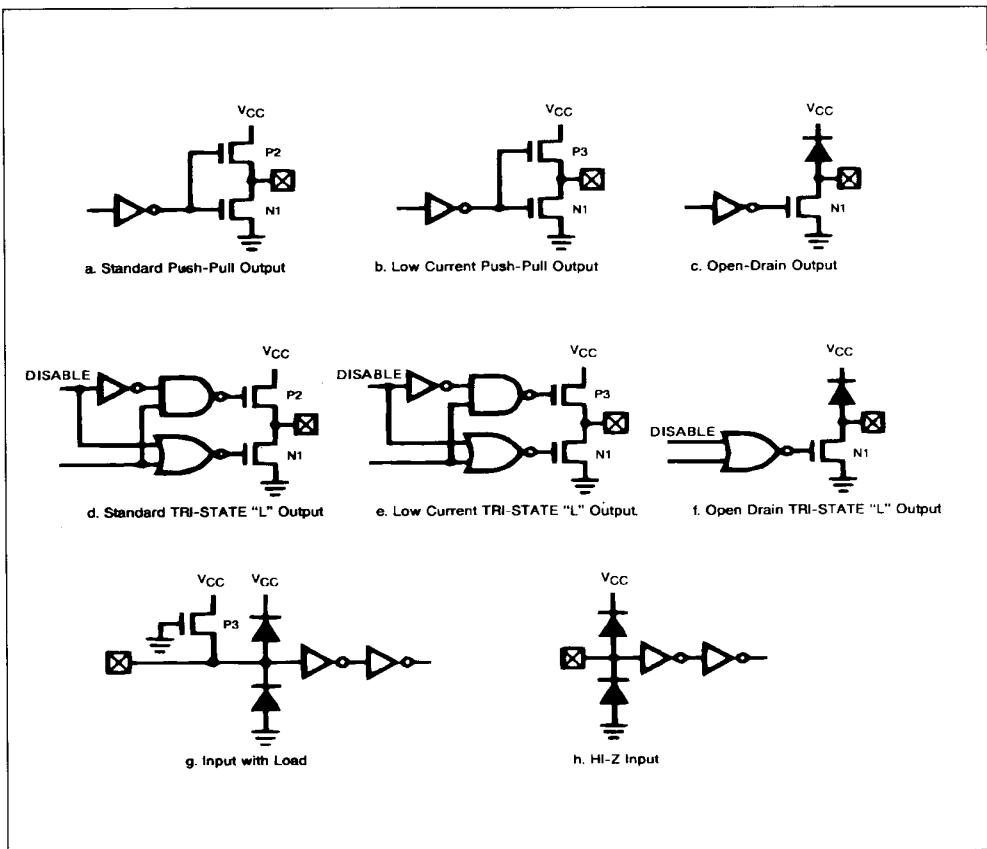 VCC VCC VCC
P2 P3
N1 N1 N1
a. Standard Push-Pull Output b. Low Current Push-Pull Output c. Open-Drain Output
VCC VCC VCC
DISABLE P2 DISABLE P3
DISABLE
N1 N1 N1
d. Standard TRI-STATE "L" Output e. Low Current TRI-STATE "L" Output. f. Open Drain TRI-STATE "L" Output
VCC VCC VCC
P3
g. Input with Load h. HI-Z Input